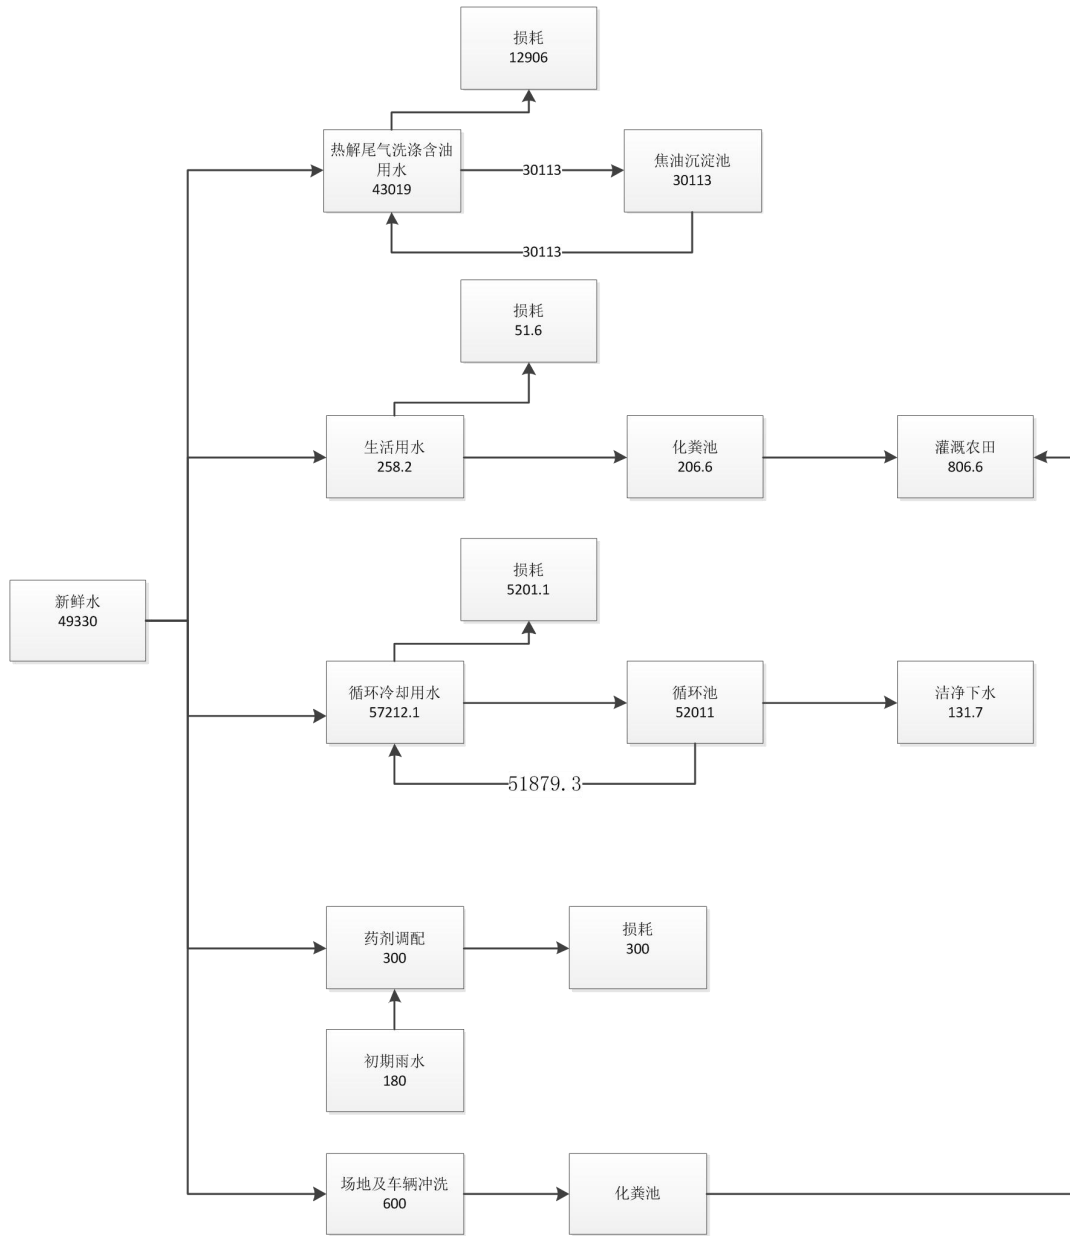 损耗
12906
热解尾气洗涤含油
用水
43019
30113
焦油沉淀池
30113
30113
损耗
51.6
生活用水
258.2
化粪池
206.6
灌溉农田
806.6
损耗
5201.1
新鲜水
49330
循环冷却用水
57212.1
循环池
52011
洁净下水
131.7
51879.3
药剂调配
300
损耗
300
初期雨水
180
场地及车辆冲洗
600
化粪池